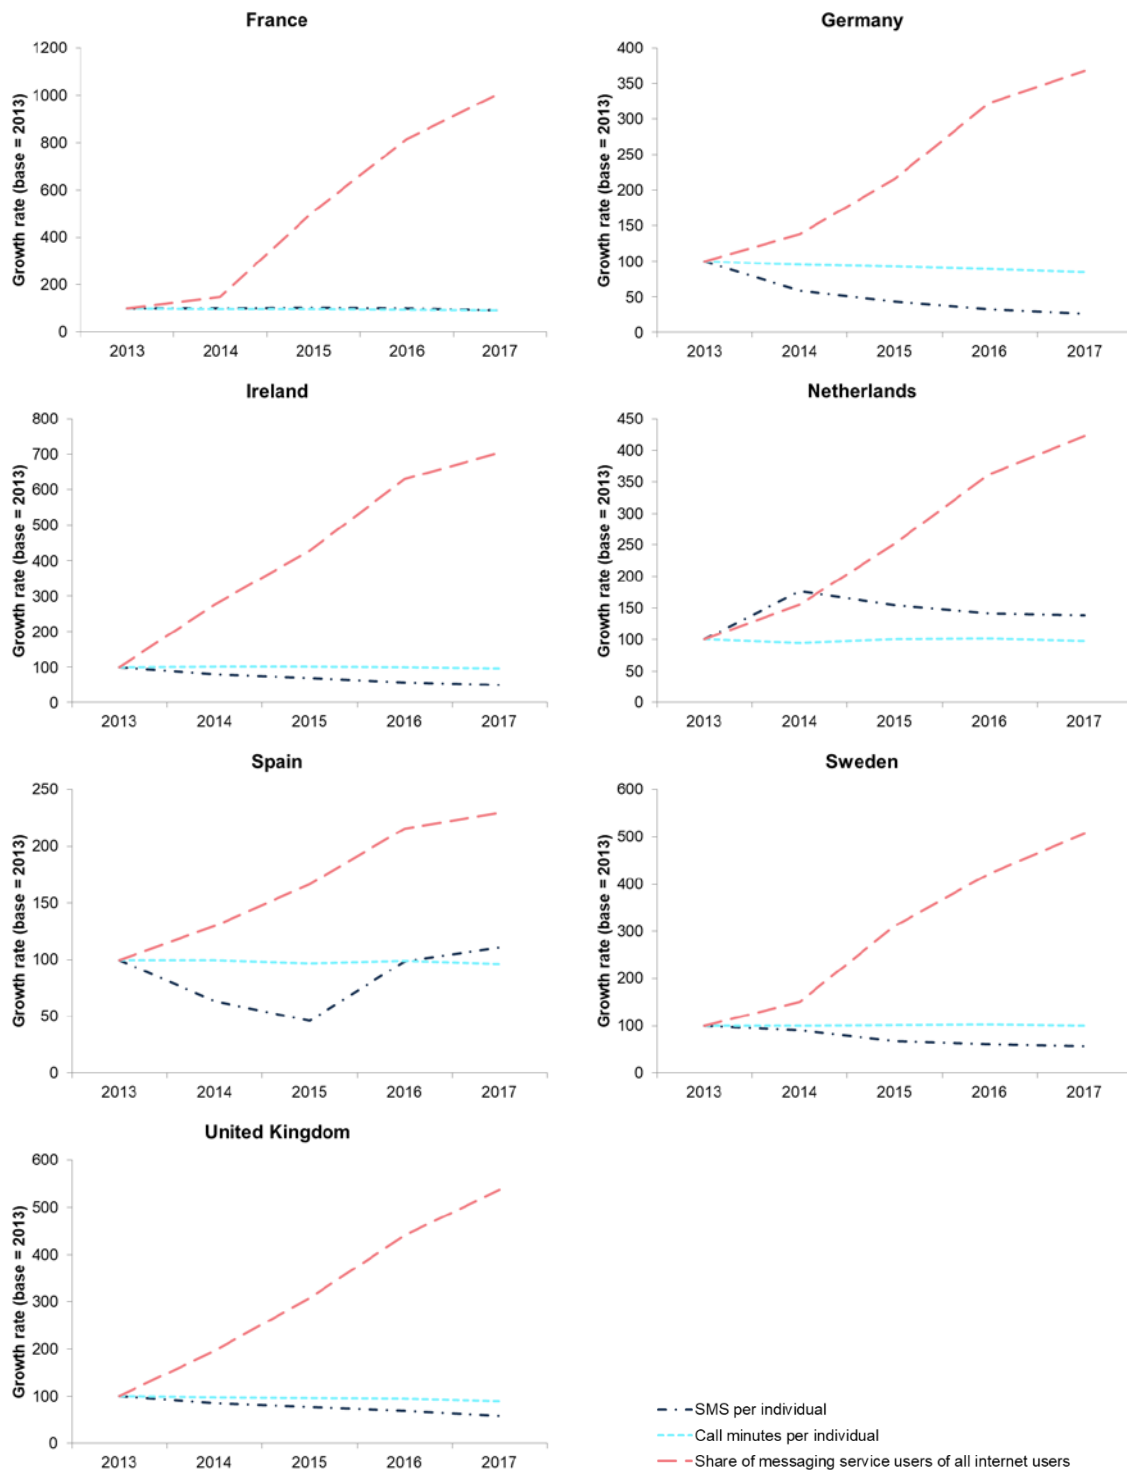 France
Growth rate (base = 2013)
1200
1000
800
600
400
200
0
2013 2014 2015 2016 2017
Germany
Growth rate (base = 2013)
400
350
300
250
200
150
100
50
0
2013 2014 2015 2016 2017
Ireland
Growth rate (base = 2013)
800
700
600
500
400
300
200
100
0
2013 2014 2015 2016 2017
Netherlands
Growth rate (base = 2013)
450
400
350
300
250
200
150
100
50
0
2013 2014 2015 2016 2017
Spain
Growth rate (base = 2013)
250
200
150
100
50
0
2013 2014 2015 2016 2017
Sweden
Growth rate (base = 2013)
600
500
400
300
200
100
0
2013 2014 2015 2016 2017
United Kingdom
Growth rate (base = 2013)
600
500
400
300
200
100
0
2013 2014 2015 2016 2017
SMS per individual
Call minutes per individual
Share of messaging service users of all internet users